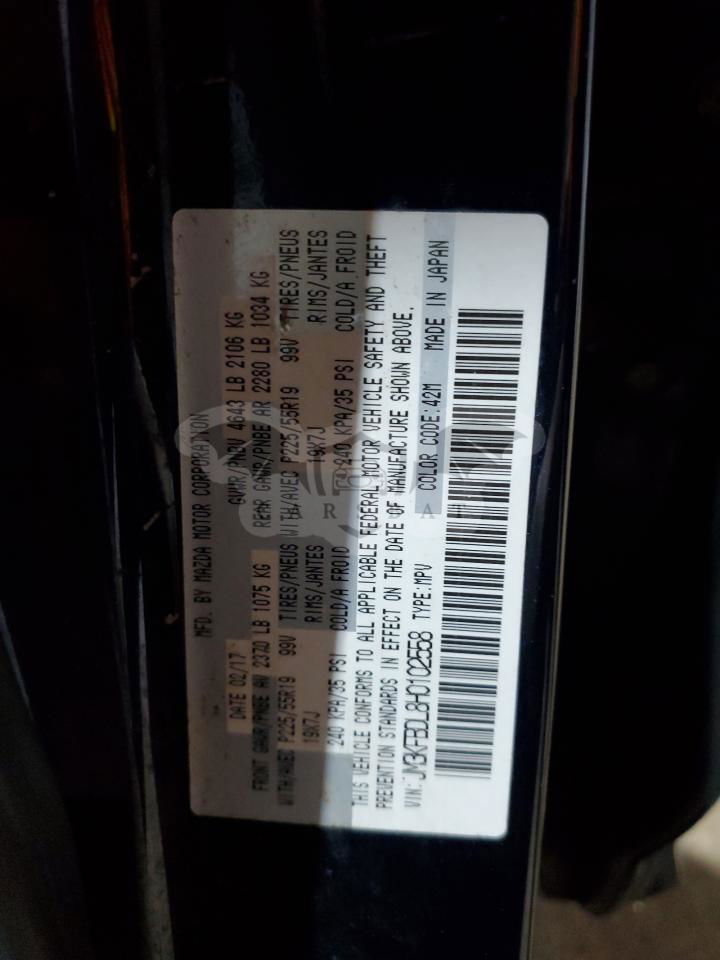 MFD. BY MAZDA MOTOR CORPORATION
DATE 02/17 GVWR/PNBV 4643 LB 2106 KG
FRONT GAWR/PNBE AV 2370 LB 1075 KG REAR GAWR/PNBE AR 2280 LB 1034 KG
WITH/AVEC P225/55R19 99V TIRES/PNEUS WITH/AVEC P225/55R19 99V TIRES/PNEUS
19X7J RIMS/JANTES 19X7J RIMS/JANTES
240 KPA/35 PSI COLD/A FROID 240 KPA/35 PSI COLD/A FROID
THIS VEHICLE CONFORMS TO ALL APPLICABLE FEDERAL MOTOR VEHICLE SAFETY AND THEFT
PREVENTION STANDARDS IN EFFECT ON THE DATE OF MANUFACTURE SHOWN ABOVE.
VIN: JM3KFBDL8H0102558 TYPE:MPV COLOR CODE:42M MADE IN JAPAN